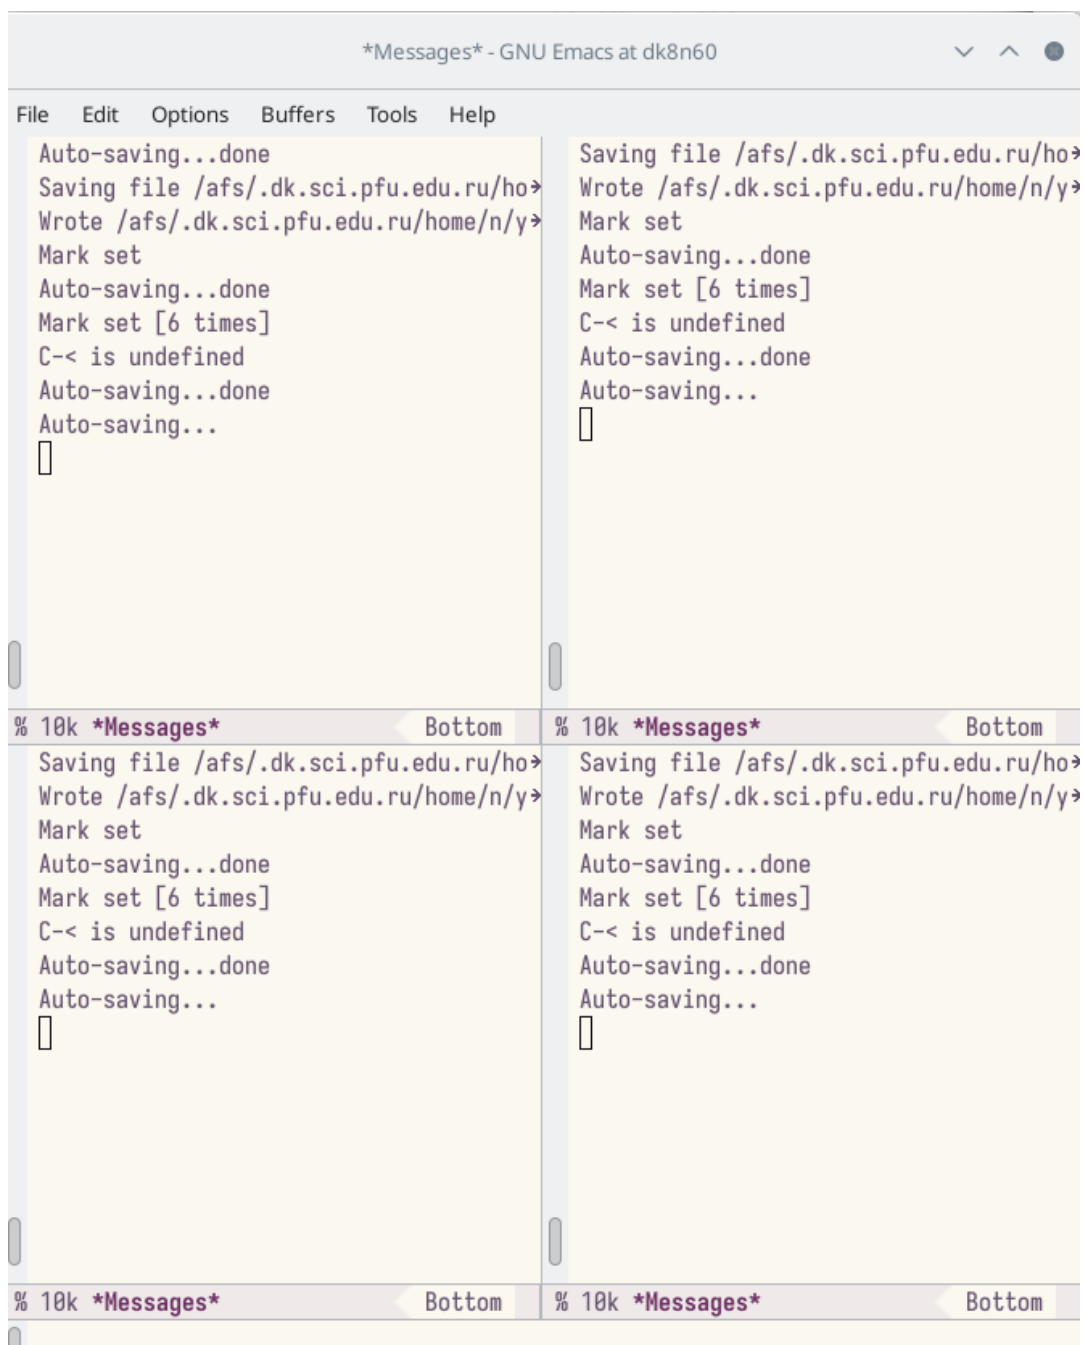 *Messages* - GNU Emacs at dk8n60
File Edit Options Buffers Tools Help
Auto-saving...done
Saving file /afs/.dk.sci.pfu.edu.ru/ho
Wrote /afs/.dk.sci.pfu.edu.ru/home/n/y
Mark set
Auto-saving...done
Mark set [6 times]
C-< is undefined
Auto-saving...done
Auto-saving...
% 10k *Messages* Bottom
Saving file /afs/.dk.sci.pfu.edu.ru/ho
Wrote /afs/.dk.sci.pfu.edu.ru/home/n/y
Mark set
Auto-saving...done
Mark set [6 times]
C-< is undefined
Auto-saving...done
Auto-saving...
% 10k *Messages* Bottom
Saving file /afs/.dk.sci.pfu.edu.ru/ho
Wrote /afs/.dk.sci.pfu.edu.ru/home/n/y
Mark set
Auto-saving...done
Mark set [6 times]
C-< is undefined
Auto-saving...done
Auto-saving...
% 10k *Messages* Bottom
Saving file /afs/.dk.sci.pfu.edu.ru/ho
Wrote /afs/.dk.sci.pfu.edu.ru/home/n/y
Mark set
Auto-saving...done
Mark set [6 times]
C-< is undefined
Auto-saving...done
Auto-saving...
% 10k *Messages* Bottom